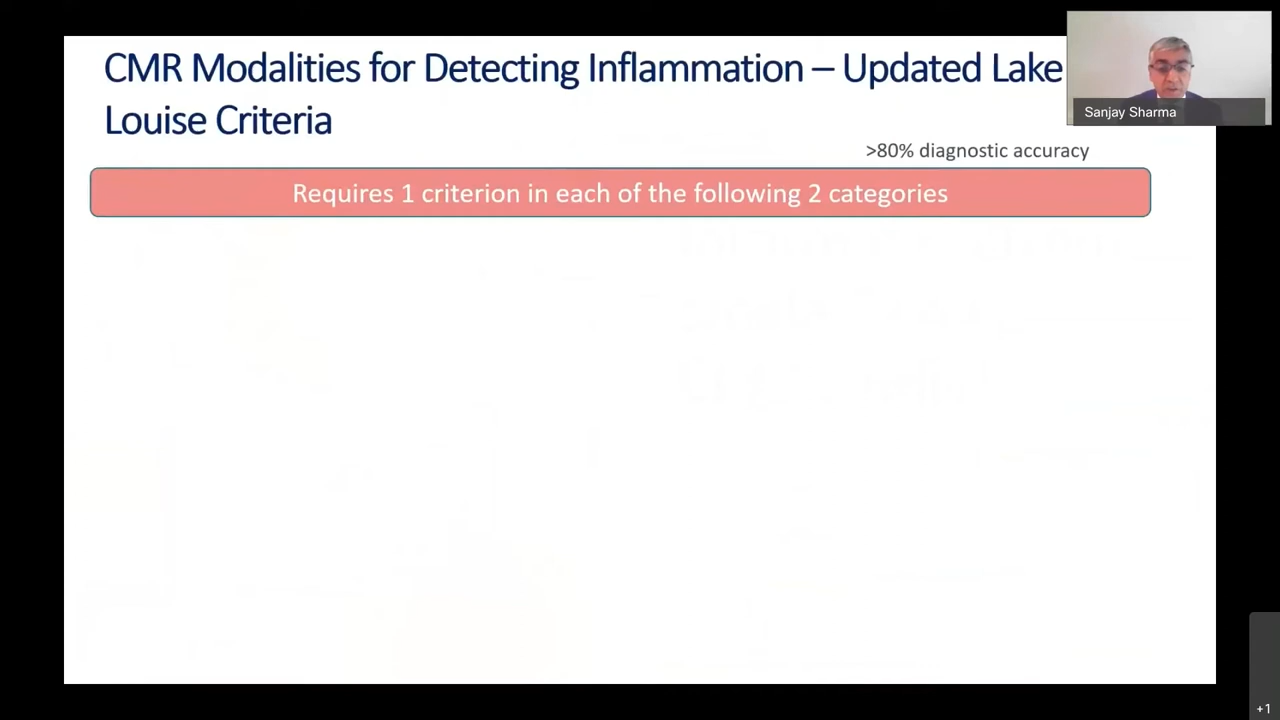 CMR Modalities for Detecting Inflammation – Updated Lake
Louise Criteria
Sanjay Sharma
>80% diagnostic accuracy
Requires 1 criterion in each of the following 2 categories
+1